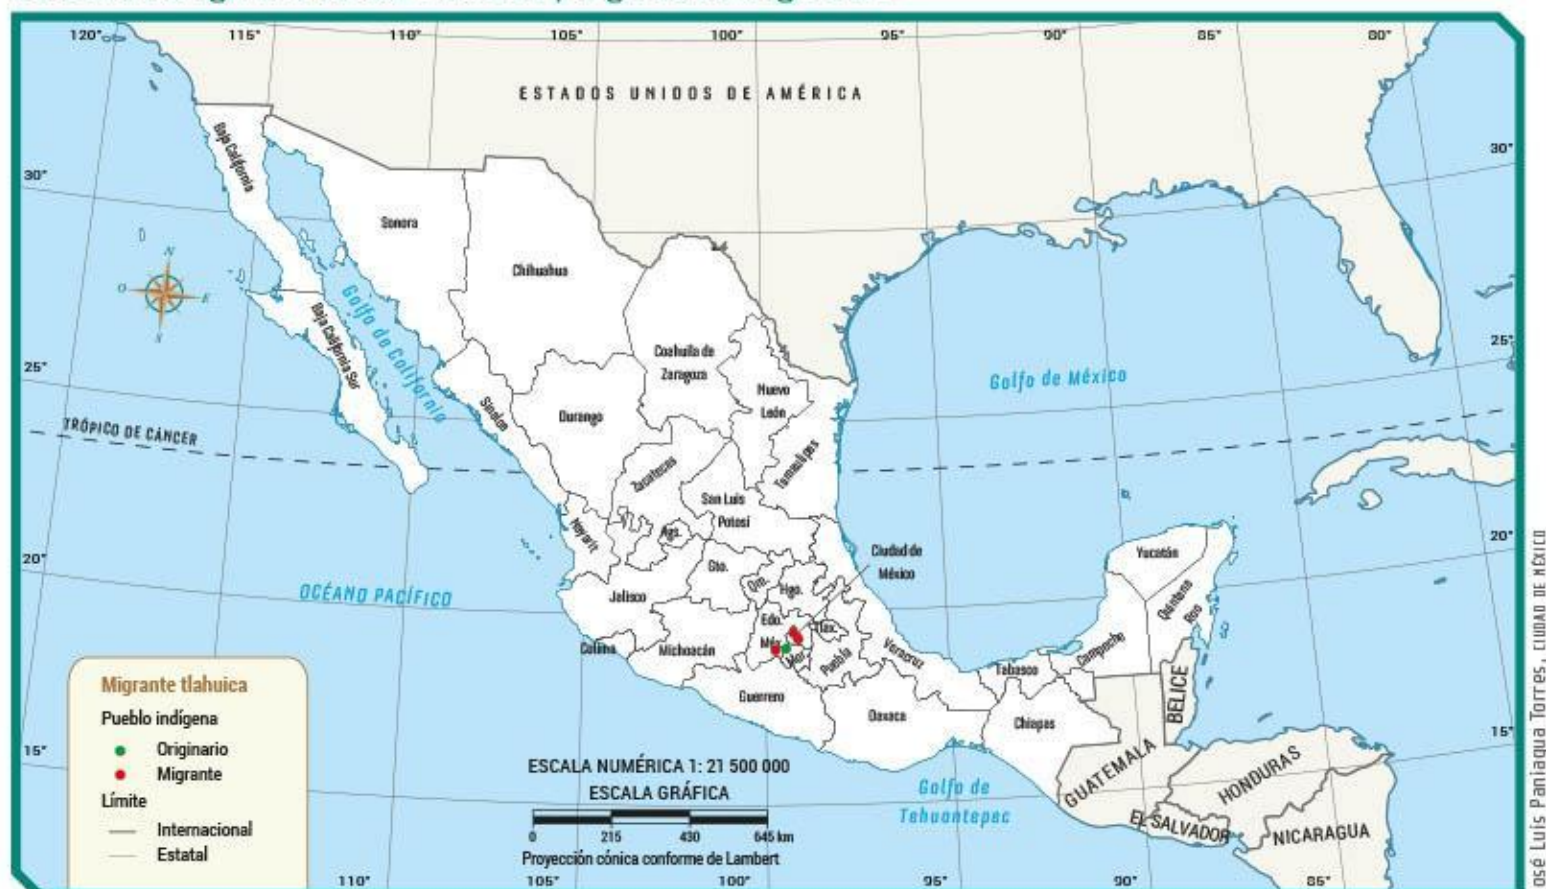 120° 115° 110° 105° 100° 95° 90° 85° 80°
ESTADOS UNIDOS DE AMÉRICA
Baja California
30° 30°
Sonora
Chihuahua
N
O E
S
Golfo de California
Baja California Sur
Coahuila de
Zaragoza
Nuevo
León
25° 25°
Golfo de México
Sinaloa
Durango
TRÓPICO DE CÁNCER
Zacatecas
Tamaulipas
San Luis
Potosí
Nayarit
Ags.
20° 20°
Ciudad de
México
Yucatán
Quintana
Roo
Gto.
Qro.
Hgo.
OCÉANO PACÍFICO
Jalisco
Edo.
Méx.
Tlax.
Colima
Michoacán
Mor.
Puebla
Veracruz
Campeche
Tabasco
BELICE
Guerrero
Oaxaca
Chiapas
15° 15°
GUATEMALA
HONDURAS
EL SALVADOR
NICARAGUA
Golfo de
Tehuantepec
Migrante tlahuica
Pueblo indígena
Originario
Migrante
Límite
Internacional
Estatal
ESCALA NUMÉRICA 1: 21 500 000
ESCALA GRÁFICA
0 215 430 645 km
Proyección cónica conforme de Lambert
110° 105° 100° 95° 90° 85°
José Luis Paniagua Torres, CIUDAD DE MÉXICO